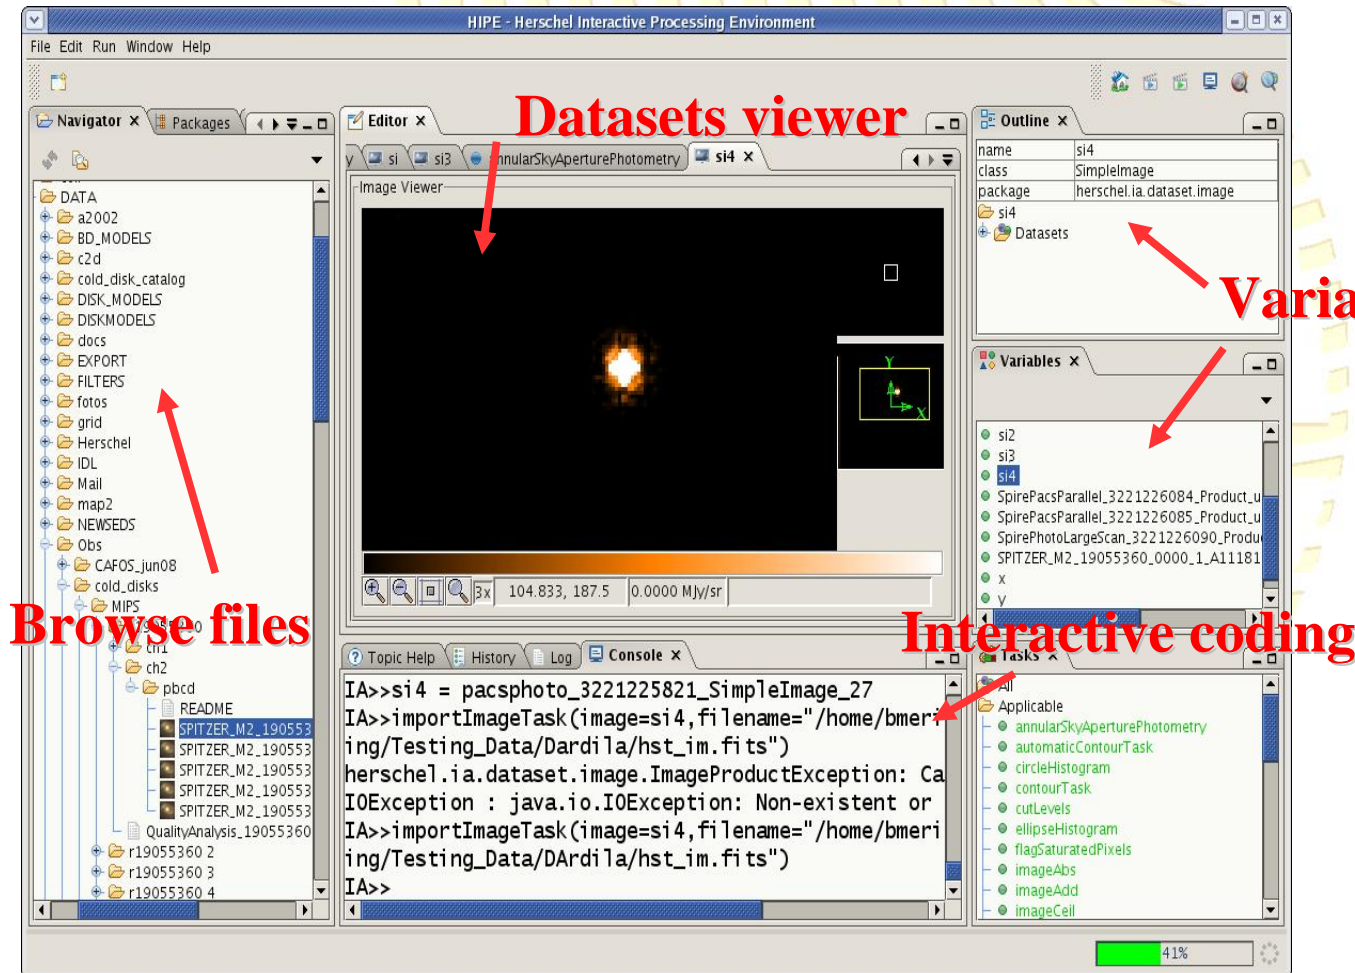 HIPE - Herschel Interactive Processing Environment
File Edit Run Window Help
Navigator
Packages
DATA
a2002
BD_MODELS
c2d
cold_disk_catalog
DISK_MODELS
DISKMODELS
docs
EXPORT
FILTERS
fotos
grid
Herschel
IDL
Mail
map2
NEWSEDS
Obs
CAFOS_jun08
cold_disks
MIPS
Browse files
ch1
ch2
pbcd
README
SPITZER_M2_190553
SPITZER_M2_190553
SPITZER_M2_190553
SPITZER_M2_190553
SPITZER_M2_190553
QualityAnalysis_19055360
r19055360 2
r19055360 3
r19055360 4
Editor
Datasets viewer
y si si3 annularSkyAperturePhotometry si4
Image Viewer
Y
X
3x 104.833, 187.5 0.0000 MJy/sr
Topic Help History Log Console
IA>>si4 = pacsphoto_3221225821_SimpleImage_27
IA>>importImageTask(image=si4,filename="/home/bmeri
ing/Testing_Data/Dardila/hst_im.fits")
herschel.ia.dataset.image.ImageProductException: Ca
IOException : java.io.IOException: Non-existent or
IA>>importImageTask(image=si4,filename="/home/bmeri
ing/Testing_Data/DArdila/hst_im.fits")
IA>>
Outline
name si4
class SimpleImage
package herschel.ia.dataset.image
si4
Datasets
Varia
Variables
si2
si3
si4
SpirePacsParallel_3221226084_Product_u
SpirePacsParallel_3221226085_Product_u
SpirePhotoLargeScan_3221226090_Produ
SPITZER_M2_19055360_0000_1_A11181
x
y
Interactive coding
Tasks
All
Applicable
annularSkyAperturePhotometry
automaticContourTask
circleHistogram
contourTask
cutLevels
ellipseHistogram
flagSaturatedPixels
imageAbs
imageAdd
imageCeil
41%